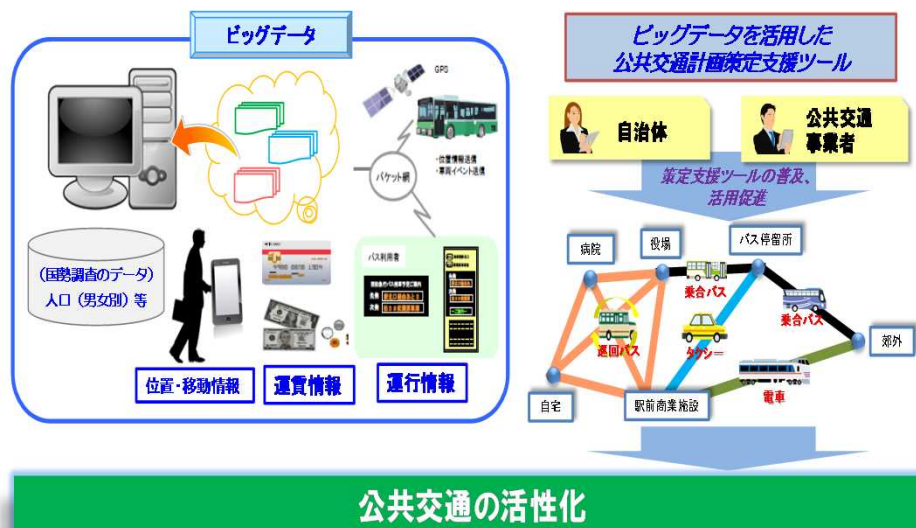 ビッグデータ
GPS
・位置情報送信
・車両イベント送信
パケット網
(国勢調査のデータ)
人口(男女別)等
バス利用者
位置・移動情報
運賃情報
運行情報
ビッグデータを活用した
公共交通計画策定支援ツール
自治体
公共交通
事業者
策定支援ツールの普及、
活用促進
病院
役場
バス停留所
乗合バス
乗合バス
巡回バス
タクシー
電車
郊外
自宅
駅前商業施設
公共交通の活性化